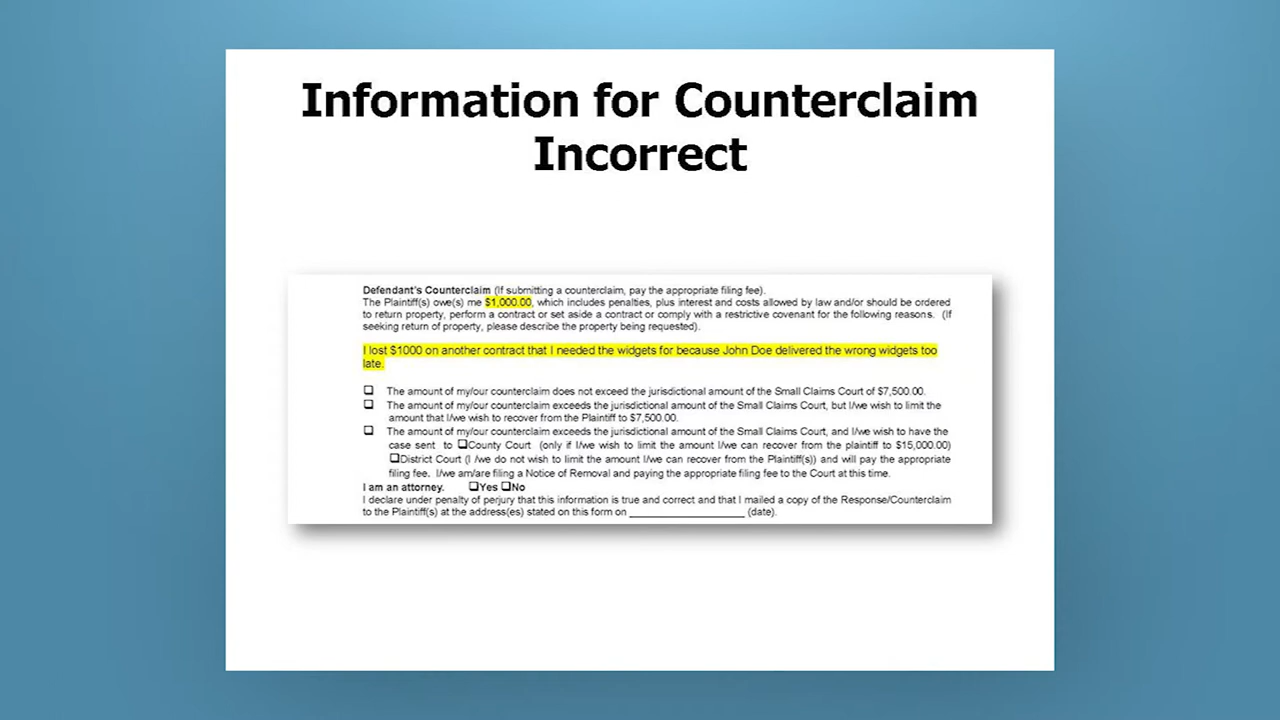 Information for Counterclaim
Incorrect
Defendant's Counterclaim (If submitting a counterclaim, pay the appropriate filing fee).
The Plaintiff(s) owe(s) me $1,000.00, which includes penalties, plus interest and costs allowed by law and/or should be ordered
to return property, perform a contract or set aside a contract or comply with a restrictive covenant for the following reasons. (If
seeking return of property, please describe the property being requested).
I lost $1000 on another contract that I needed the widgets for because John Doe delivered the wrong widgets too
late.
❑ The amount of my/our counterclaim does not exceed the jurisdictional amount of the Small Claims Court of $7,500.00.
❑ The amount of my/our counterclaim exceeds the jurisdictional amount of the Small Claims Court, but I/we wish to limit the
amount that I/we wish to recover from the Plaintiff to $7,500.00.
❑ The amount of my/our counterclaim exceeds the jurisdictional amount of the Small Claims Court, and I/we wish to have the
case sent to ❑County Court (only if I/we wish to limit the amount I/we can recover from the plaintiff to $15,000.00)
❑District Court (I /we do not wish to limit the amount I/we can recover from the Plaintiff(s)) and will pay the appropriate
filing fee. I/we am/are filing a Notice of Removal and paying the appropriate filing fee to the Court at this time.
I am an attorney. ❑Yes ❑No
I declare under penalty of perjury that this information is true and correct and that I mailed a copy of the Response/Counterclaim
to the Plaintiff(s) at the address(es) stated on this form on ____________________ (date).